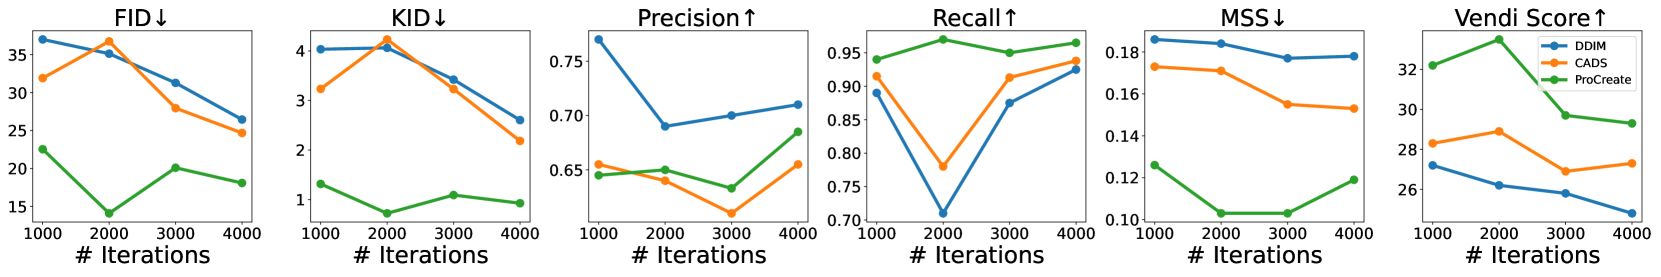 FID↓
35
30
25
20
15
1000 2000 3000 4000
# Iterations
KID↓
4
3
2
1
1000 2000 3000 4000
# Iterations
Precision↑
0.75
0.70
0.65
1000 2000 3000 4000
# Iterations
Recall↑
0.95
0.90
0.85
0.80
0.75
0.70
1000 2000 3000 4000
# Iterations
MSS↓
0.18
0.16
0.14
0.12
0.10
1000 2000 3000 4000
# Iterations
Vendi Score↑
32
30
28
26
DDIM
CADS
ProCreate
1000 2000 3000 4000
# Iterations